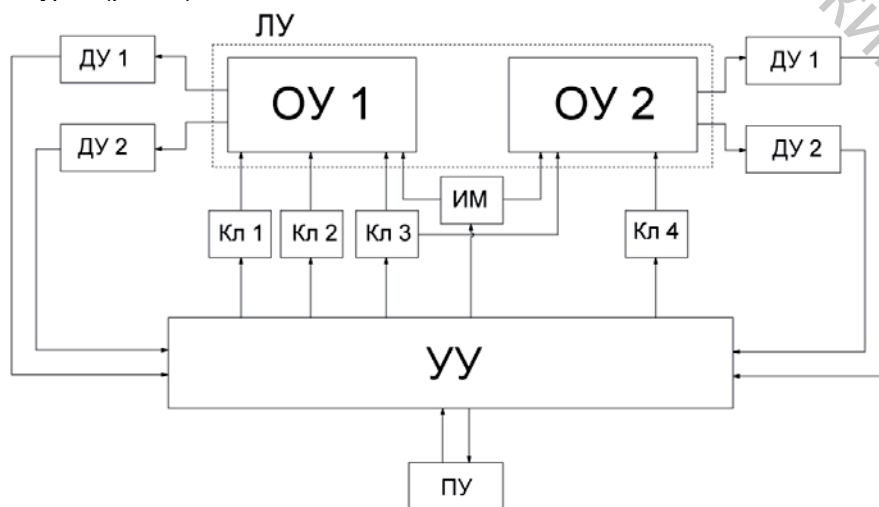 ЛУ
ДУ 1
ОУ 1
ОУ 2
ДУ 1
ДУ 2
ДУ 2
ИМ
Кл 1
Кл 2
Кл 3
Кл 4
УУ
ПУ